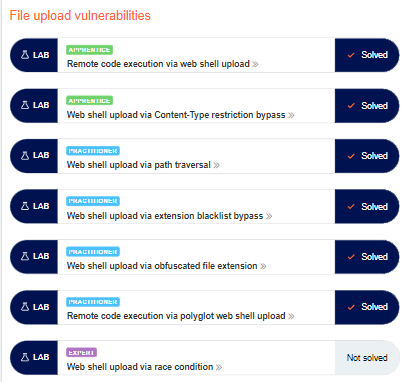 File upload vulnerabilities
LAB
APPRENTICE
Remote code execution via web shell upload »
Solved
LAB
APPRENTICE
Web shell upload via Content-Type restriction bypass »
Solved
LAB
PRACTITIONER
Web shell upload via path traversal »
Solved
LAB
PRACTITIONER
Web shell upload via extension blacklist bypass »
Solved
LAB
PRACTITIONER
Web shell upload via obfuscated file extension »
Solved
LAB
PRACTITIONER
Remote code execution via polyglot web shell upload »
Solved
LAB
EXPERT
Web shell upload via race condition »
Not solved